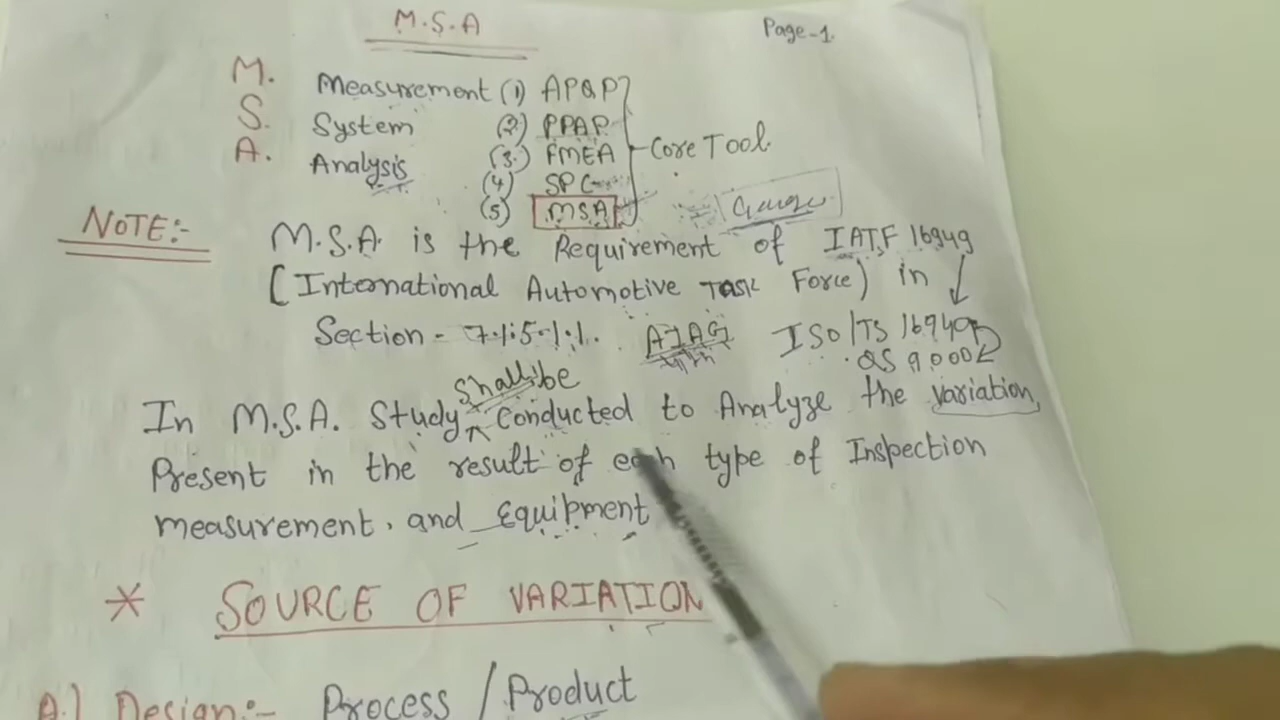 M.S.A
Page-1.
M. Measurement (1) APQP
S. System (2) PPAP
A. Analysis (3.) FMEA Core Tool.
(4) SPC
(5) MSA
NOTE:- M.S.A. is the Requirement of IATF 16949
[International Automotive Task Force) in
Section - 7.1.5.1.1. AIAG ISO/TS 16949
QS 9000
Shall be
In M.S.A. Study Conducted to Analyze the variation
Present in the result of each type of Inspection
measurement, and Equipment
* SOURCE OF VARIATION
A.) Design:- Process / Product